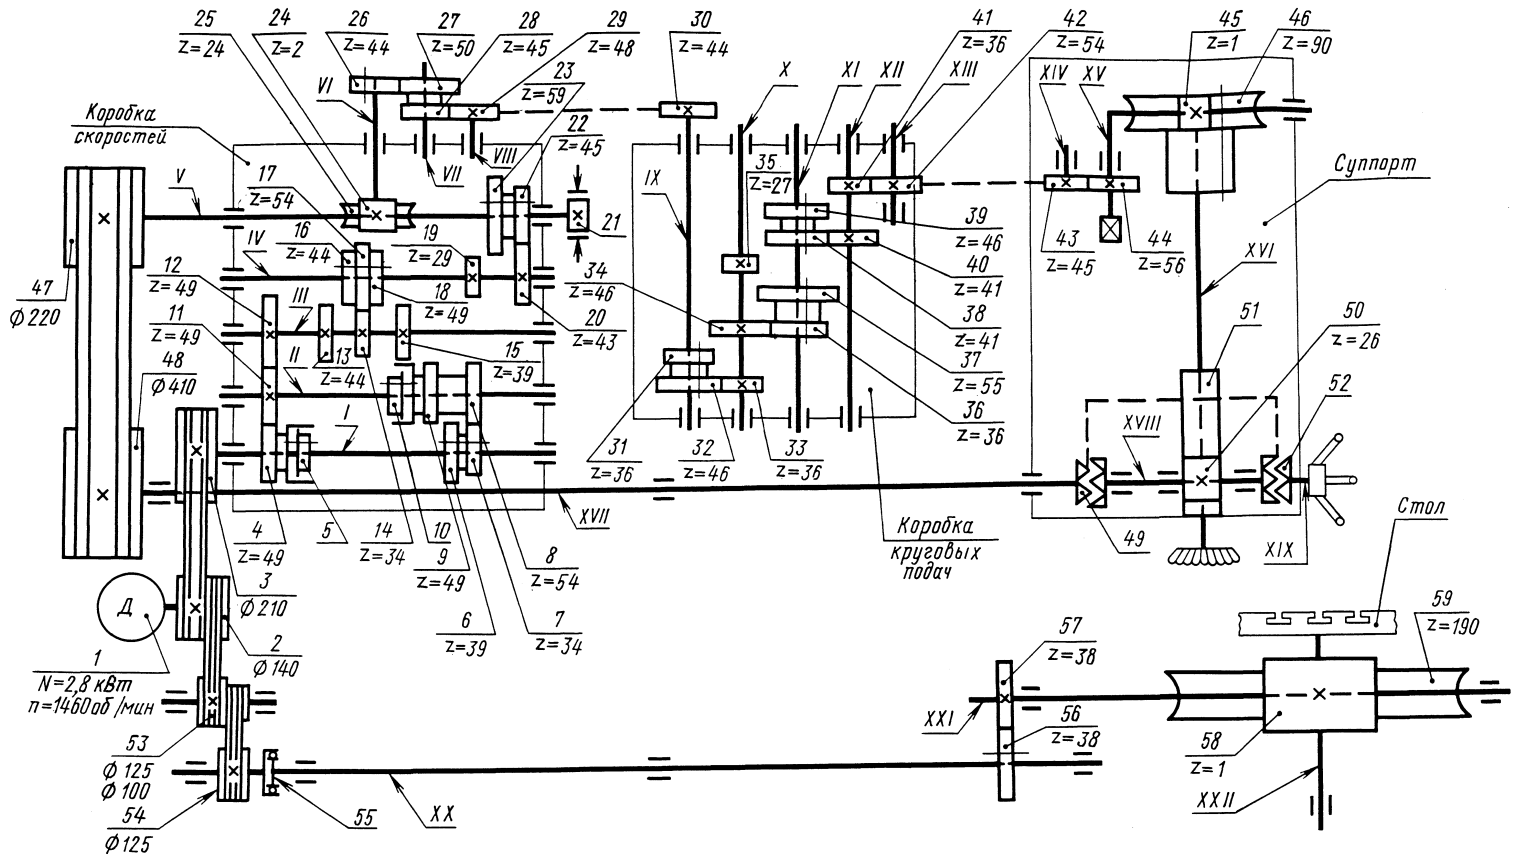 25
z=24
24
z=2
26
z=44
27
z=50
28
z=45
29
z=48
30
z=44
41
z=36
42
z=54
45
z=1
46
z=90
23
z=59
22
z=45
Коробка
скоростей
VI
VII
VIII
X
XI
XII
XIII
XIV
XV
Суппорт
17
z=54
16
z=44
V
IV
19
z=29
18
z=49
21
IX
35
z=27
34
z=46
39
z=46
40
z=41
38
z=41
37
z=55
36
z=36
43
z=45
44
z=56
XVI
47
ϕ220
12
z=49
11
z=49
III
II
I
13
z=44
15
z=39
20
z=43
48
ϕ410
51
50
z=26
52
XVIII
31
z=36
32
z=46
33
z=36
XVII
4
z=49
5
14
z=34
10
9
z=49
8
z=54
Коробка
круговых
подач
49
XIX
Стол
3
ϕ210
Д
1
N=2,8 кВт
n=1460об/мин
2
ϕ140
6
z=39
7
z=34
57
z=38
59
z=190
XXI
56
z=38
58
z=1
XXII
53
ϕ125
ϕ100
54
ϕ125
55
XX